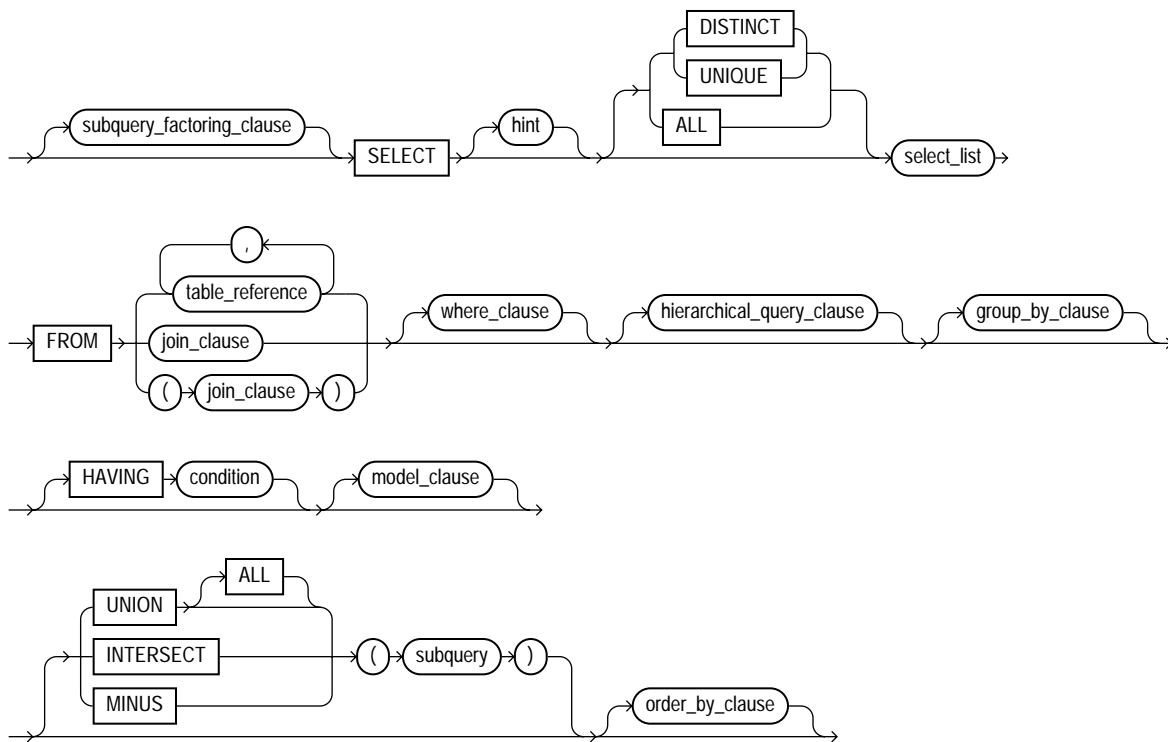 DISTINCT
UNIQUE
ALL
subquery_factoring_clause SELECT hint select_list
,
table_reference
FROM join_clause where_clause hierarchical_query_clause group_by_clause
( join_clause )
HAVING condition model_clause
ALL
UNION
INTERSECT ( subquery )
MINUS order_by_clause